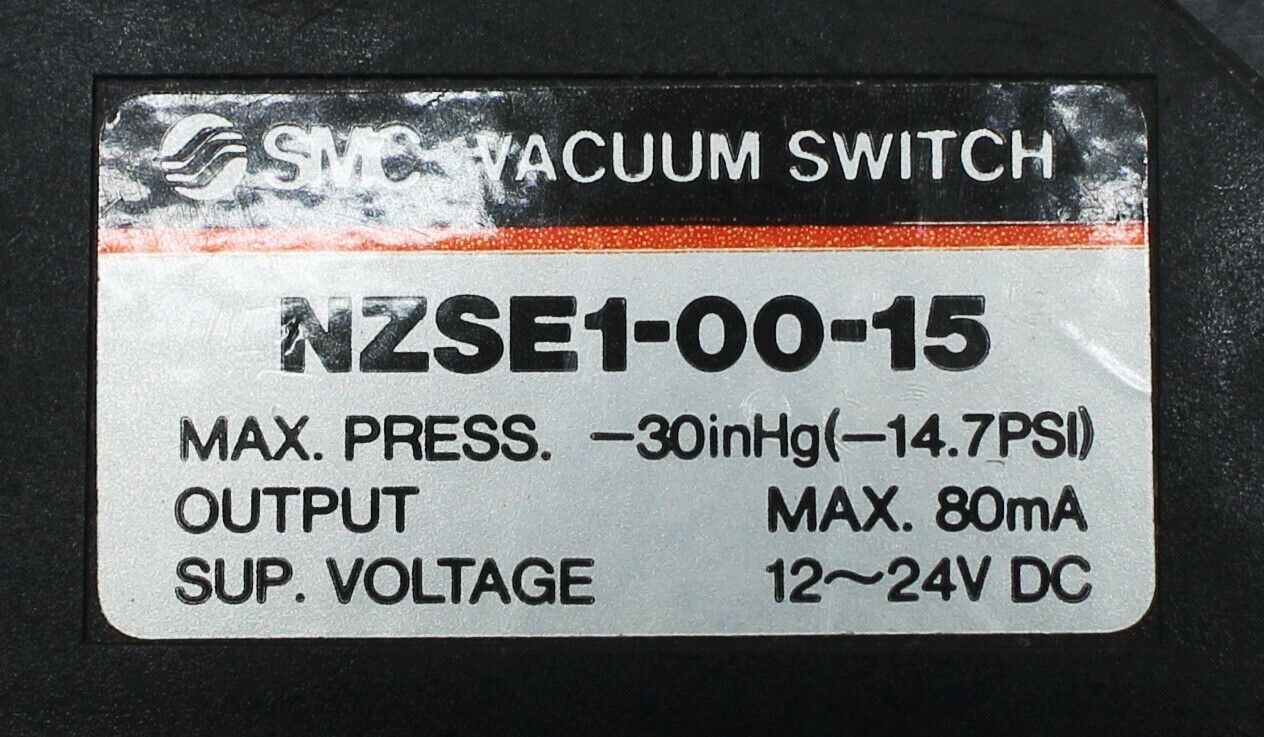 SMC VACUUM SWITCH
NZSE1-00-15
MAX. PRESS. -30inHg(-14.7PSI)
OUTPUT MAX. 80mA
SUP. VOLTAGE 12~24V DC